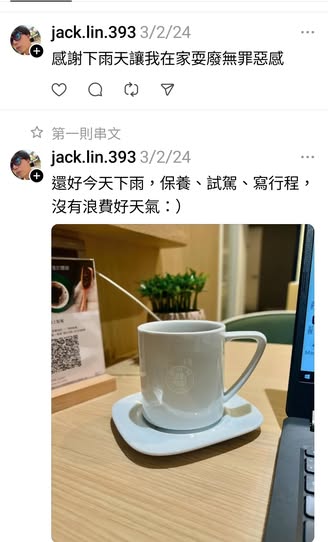 jack.lin.393 3/2/24
感謝下雨天讓我在家耍廢無罪惡感
第一則串文
jack.lin.393 3/2/24
還好今天下雨，保養、試駕、寫行程，
沒有浪費好天氣：）